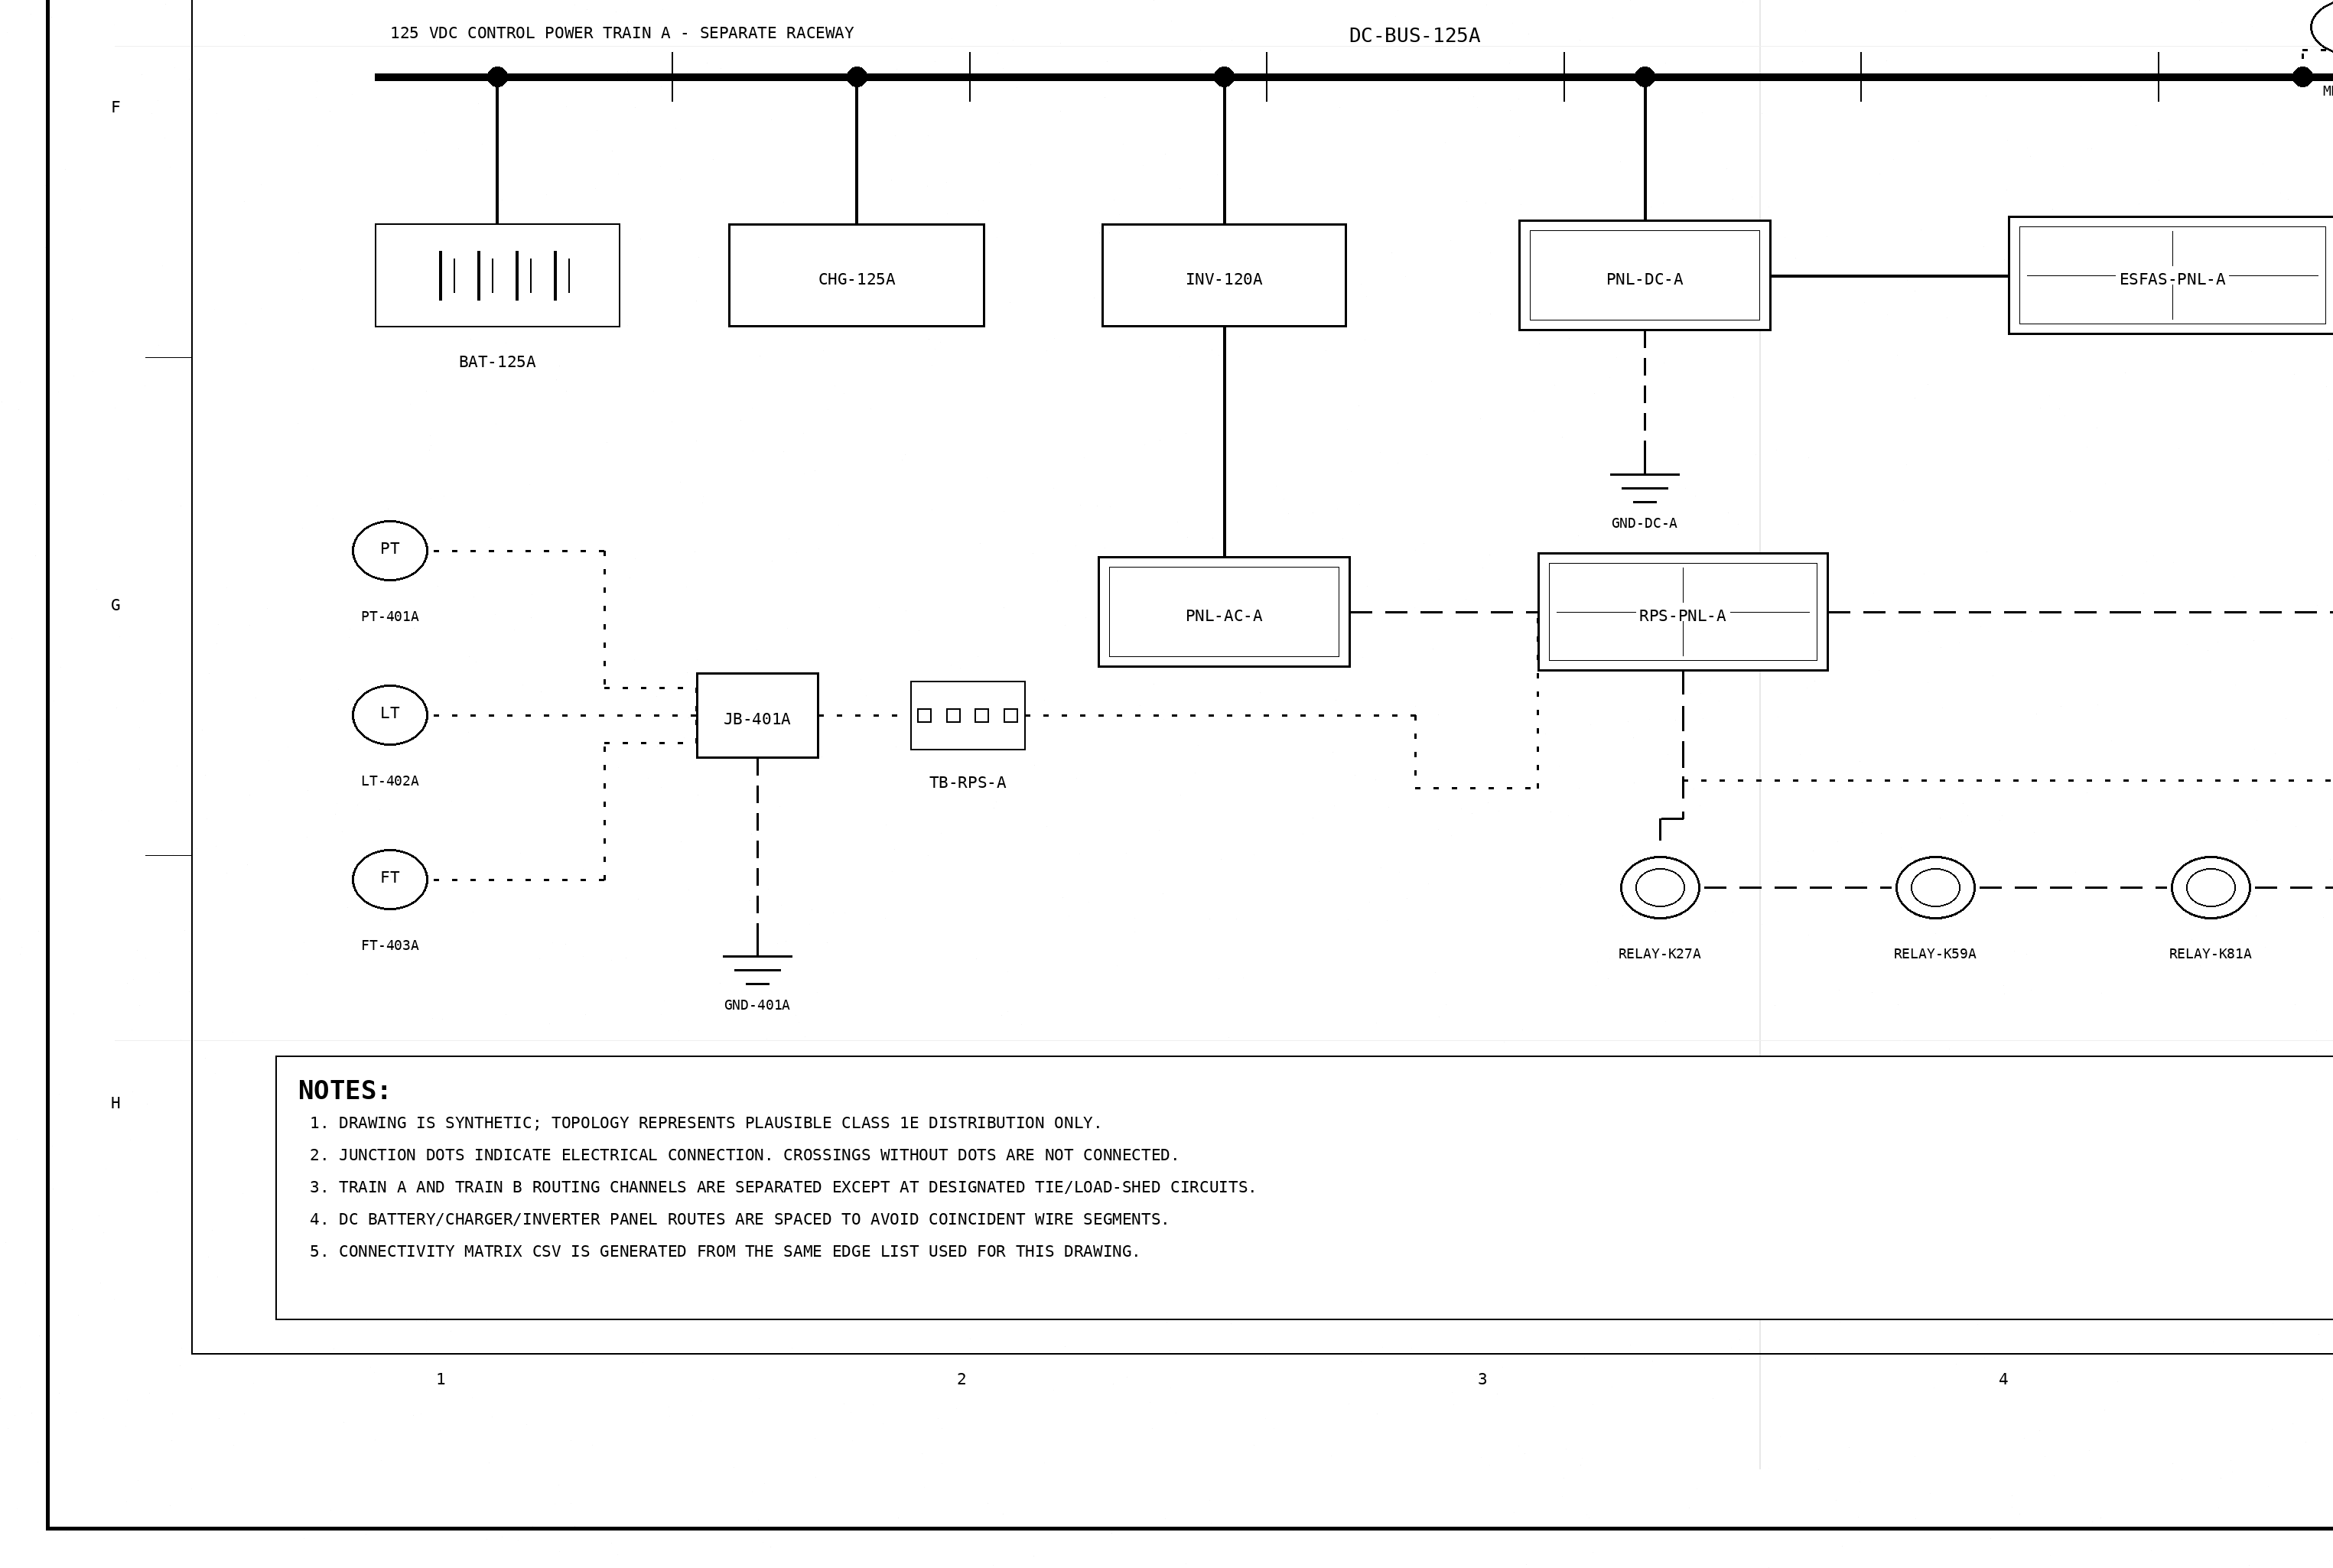 125 VDC CONTROL POWER TRAIN A - SEPARATE RACEWAY
DC-BUS-125A
F
CHG-125A
INV-120A
PNL-DC-A
ESFAS-PNL-A
BAT-125A
GND-DC-A
PT
PT-401A
G
PNL-AC-A
RPS-PNL-A
LT
JB-401A
LT-402A
TB-RPS-A
FT
FT-403A
RELAY-K27A
RELAY-K59A
RELAY-K81A
GND-401A
NOTES:
H
1. DRAWING IS SYNTHETIC; TOPOLOGY REPRESENTS PLAUSIBLE CLASS 1E DISTRIBUTION ONLY.
2. JUNCTION DOTS INDICATE ELECTRICAL CONNECTION. CROSSINGS WITHOUT DOTS ARE NOT CONNECTED.
3. TRAIN A AND TRAIN B ROUTING CHANNELS ARE SEPARATED EXCEPT AT DESIGNATED TIE/LOAD-SHED CIRCUITS.
4. DC BATTERY/CHARGER/INVERTER PANEL ROUTES ARE SPACED TO AVOID COINCIDENT WIRE SEGMENTS.
5. CONNECTIVITY MATRIX CSV IS GENERATED FROM THE SAME EDGE LIST USED FOR THIS DRAWING.
1
2
3
4